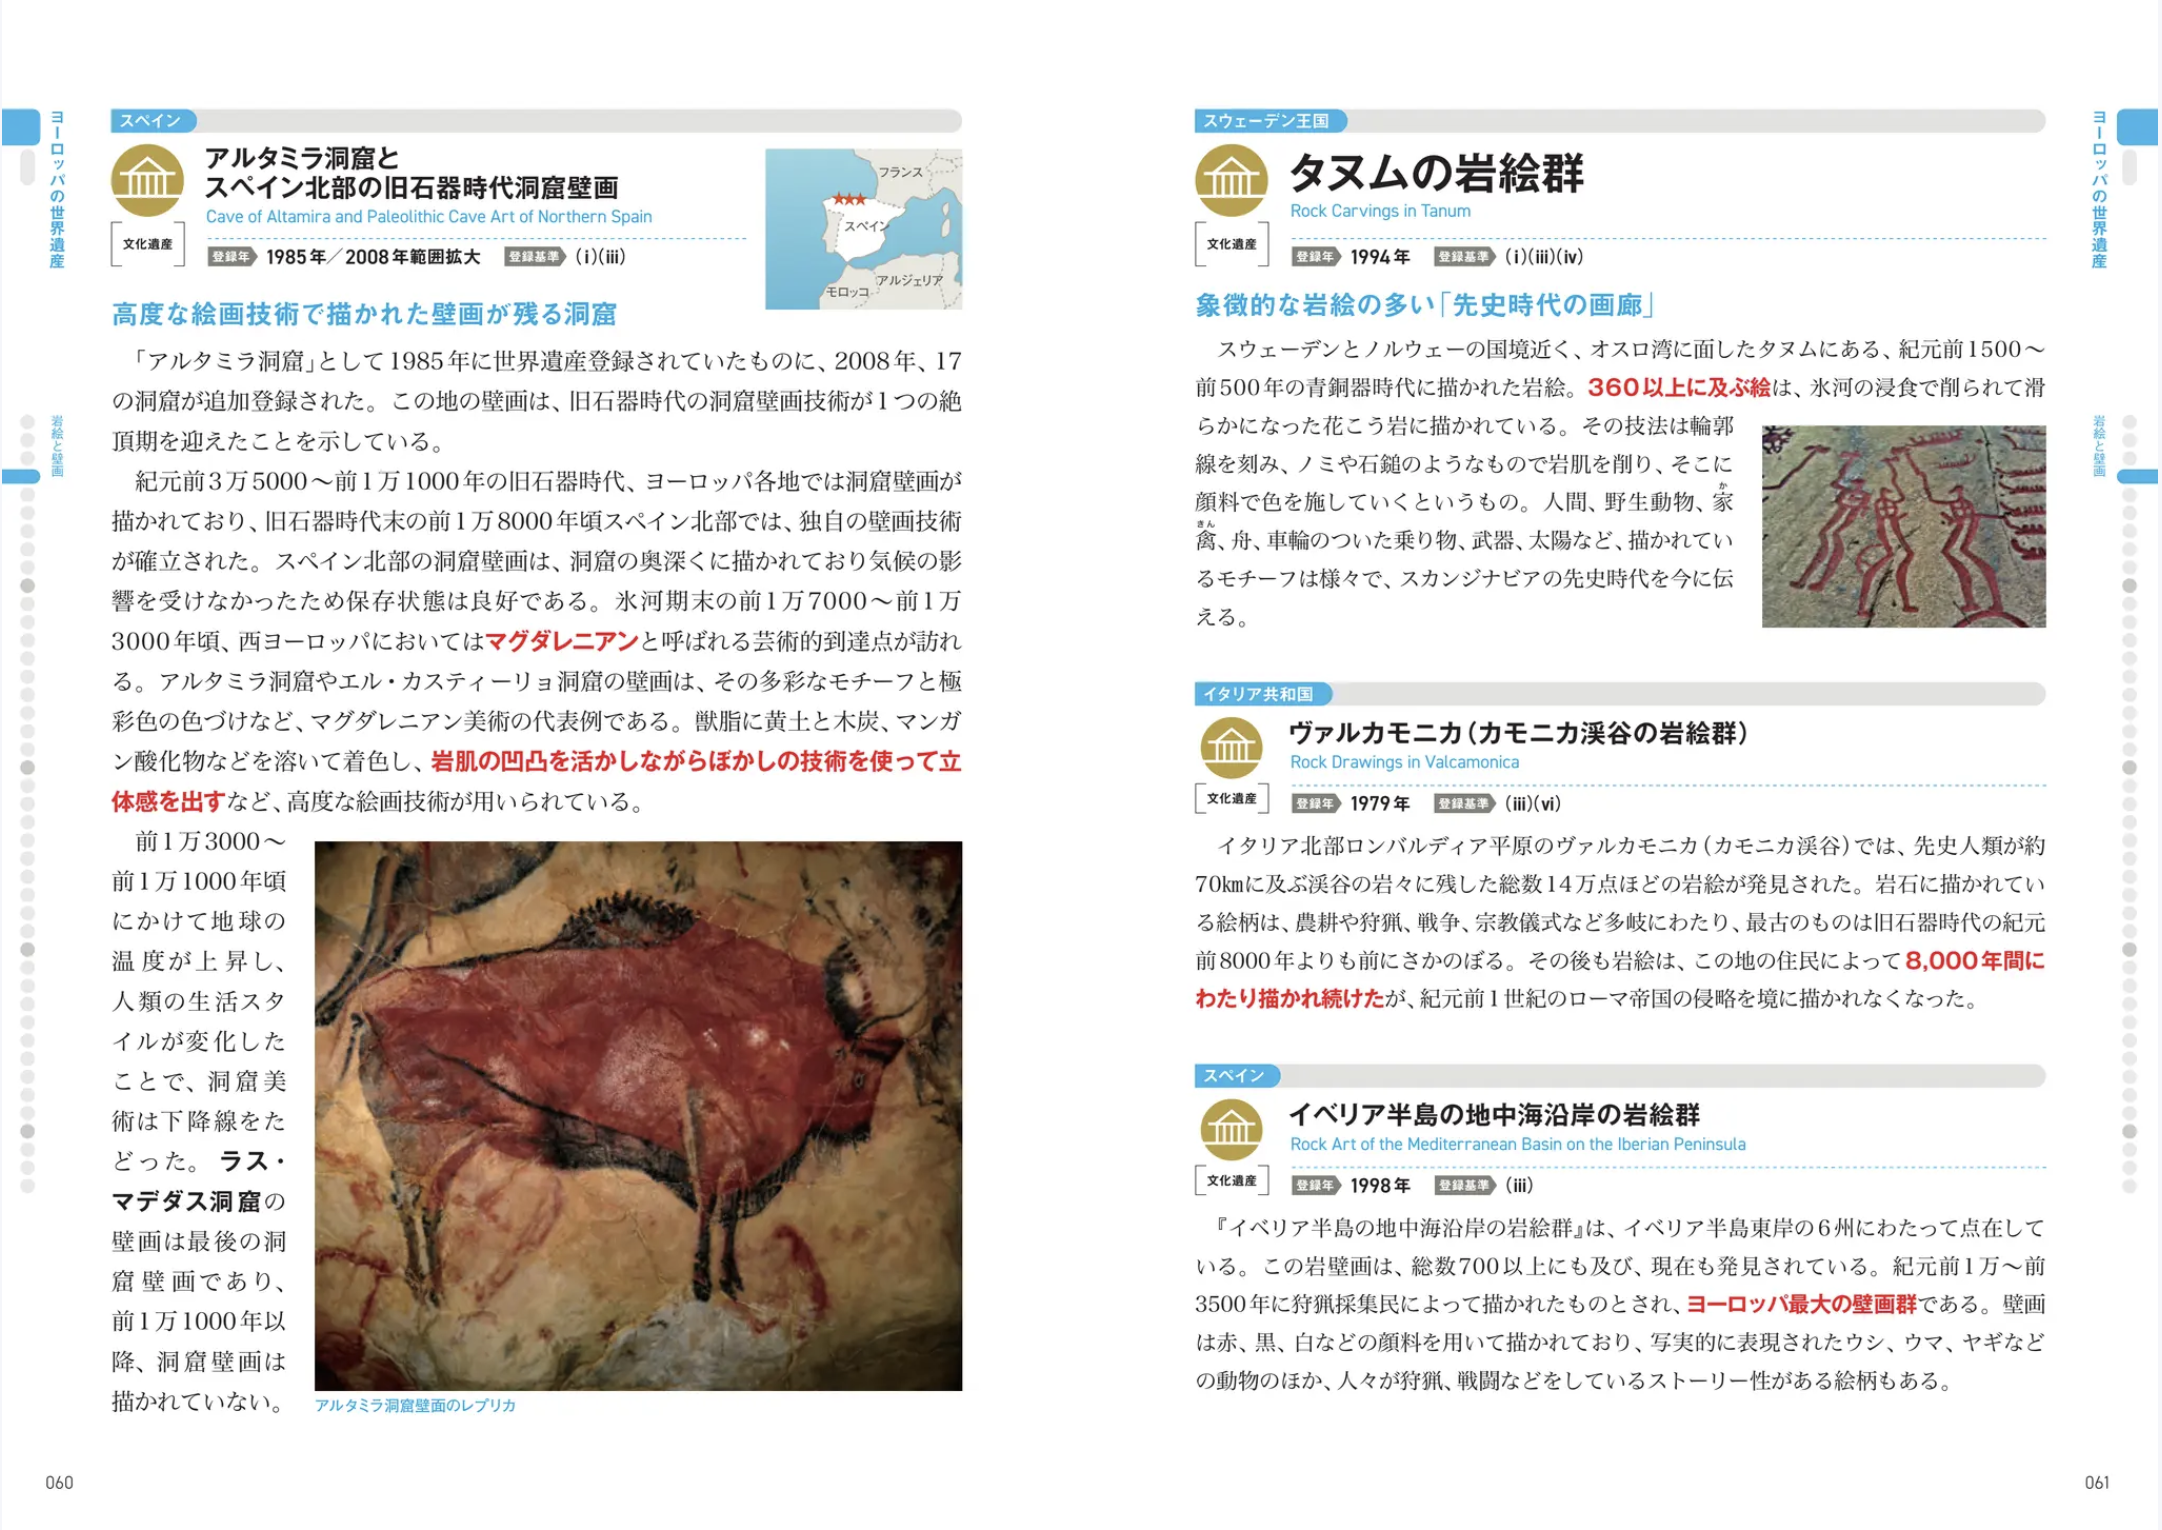 ヨーロッパの世界遺産
岩絵と壁画
スペイン
アルタミラ洞窟と
スペイン北部の旧石器時代洞窟壁画
Cave of Altamira and Paleolithic Cave Art of Northern Spain
文化遺産
登録年 1985年／2008年範囲拡大 登録基準 (i)(iii)
フランス
スペイン
アルジェリア
モロッコ
高度な絵画技術で描かれた壁画が残る洞窟
「アルタミラ洞窟」として1985年に世界遺産登録されていたものに、2008年、17
の洞窟が追加登録された。この地の壁画は、旧石器時代の洞窟壁画技術が1つの絶
頂期を迎えたことを示している。
紀元前3万5000～前1万1000年の旧石器時代、ヨーロッパ各地では洞窟壁画が
描かれており、旧石器時代末の前1万8000年頃スペイン北部では、独自の壁画技術
が確立された。スペイン北部の洞窟壁画は、洞窟の奥深くに描かれており気候の影
響を受けなかったため保存状態は良好である。氷河期末の前1万7000～前1万
3000年頃、西ヨーロッパにおいてはマグダレニアンと呼ばれる芸術的到達点が訪れ
る。アルタミラ洞窟やエル・カスティーリョ洞窟の壁画は、その多彩なモチーフと極
彩色の色づけなど、マグダレニアン美術の代表例である。獣脂に黄土と木炭、マンガ
ン酸化物などを溶いて着色し、岩肌の凹凸を活かしながらぼかしの技術を使って立
体感を出すなど、高度な絵画技術が用いられている。
前1万3000～
前1万1000年頃
にかけて地球の
温度が上昇し、
人類の生活スタ
イルが変化した
ことで、洞窟美
術は下降線をた
どった。ラス・
マデダス洞窟の
壁画は最後の洞
窟壁画であり、
前1万1000年以
降、洞窟壁画は
描かれていない。
アルタミラ洞窟壁面のレプリカ
060
スウェーデン王国
タヌムの岩絵群
Rock Carvings in Tanum
文化遺産
登録年 1994年 登録基準 (i)(iii)(iv)
象徴的な岩絵の多い「先史時代の画廊」
スウェーデンとノルウェーの国境近く、オスロ湾に面したタヌムにある、紀元前1500～
前500年の青銅器時代に描かれた岩絵。360以上に及ぶ絵は、氷河の浸食で削られて滑
らかになった花こう岩に描かれている。その技法は輪郭
線を刻み、ノミや石鎚のようなもので岩肌を削り、そこに
顔料で色を施していくというもの。人間、野生動物、家
か
きん
禽、舟、車輪のついた乗り物、武器、太陽など、描かれてい
るモチーフは様々で、スカンジナビアの先史時代を今に伝
える。
イタリア共和国
ヴァルカモニカ（カモニカ渓谷の岩絵群）
Rock Drawings in Valcamonica
文化遺産
登録年 1979年 登録基準 (iii)(vi)
イタリア北部ロンバルディア平原のヴァルカモニカ（カモニカ渓谷）では、先史人類が約
70㎞に及ぶ渓谷の岩々に残した総数14万点ほどの岩絵が発見された。岩石に描かれてい
る絵柄は、農耕や狩猟、戦争、宗教儀式など多岐にわたり、最古のものは旧石器時代の紀元
前8000年よりも前にさかのぼる。その後も岩絵は、この地の住民によって8,000年間に
わたり描かれ続けたが、紀元前1世紀のローマ帝国の侵略を境に描かれなくなった。
スペイン
イベリア半島の地中海沿岸の岩絵群
Rock Art of the Mediterranean Basin on the Iberian Peninsula
文化遺産
登録年 1998年 登録基準 (iii)
『イベリア半島の地中海沿岸の岩絵群』は、イベリア半島東岸の6州にわたって点在して
いる。この岩壁画は、総数700以上にも及び、現在も発見されている。紀元前1万～前
3500年に狩猟採集民によって描かれたものとされ、ヨーロッパ最大の壁画群である。壁画
は赤、黒、白などの顔料を用いて描かれており、写実的に表現されたウシ、ウマ、ヤギなど
の動物のほか、人々が狩猟、戦闘などをしているストーリー性がある絵柄もある。
ヨーロッパの世界遺産
岩絵と壁画
061